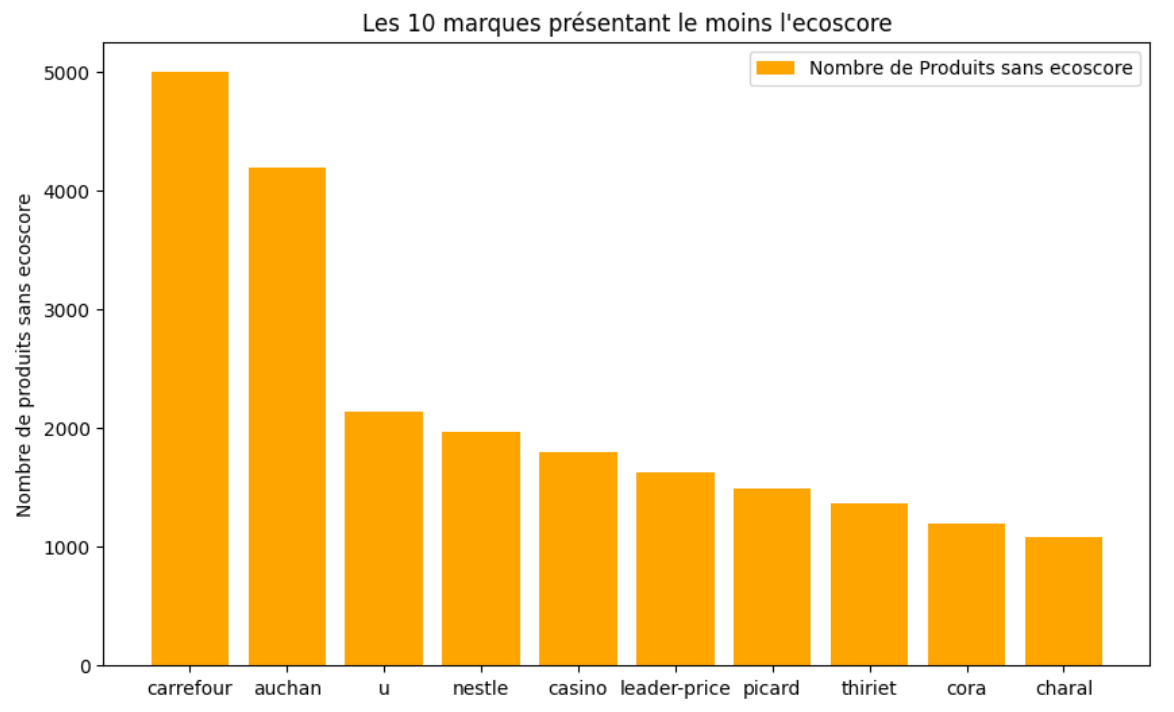 Les 10 marques présentant le moins l'ecoscore
Nombre de Produits sans ecoscore
Nombre de produits sans ecoscore
5000
4000
3000
2000
1000
0
carrefour auchan u nestle casino leader-price picard thiriet cora charal